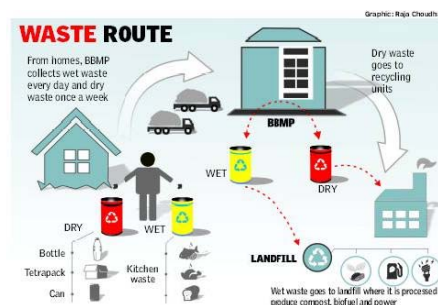 Graphic: Raja Choudh
WASTE ROUTE
From homes, BBMP
collects wet waste
every day and dry
waste once a week
Dry waste
goes to
recycling
units
BBMP
WET
DRY
DRY
WET
Bottle
Tetrapack
Can
Kitchen
waste
LANDFILL
Wet waste goes to landfill where it is processed
produce compost, biofuel and power